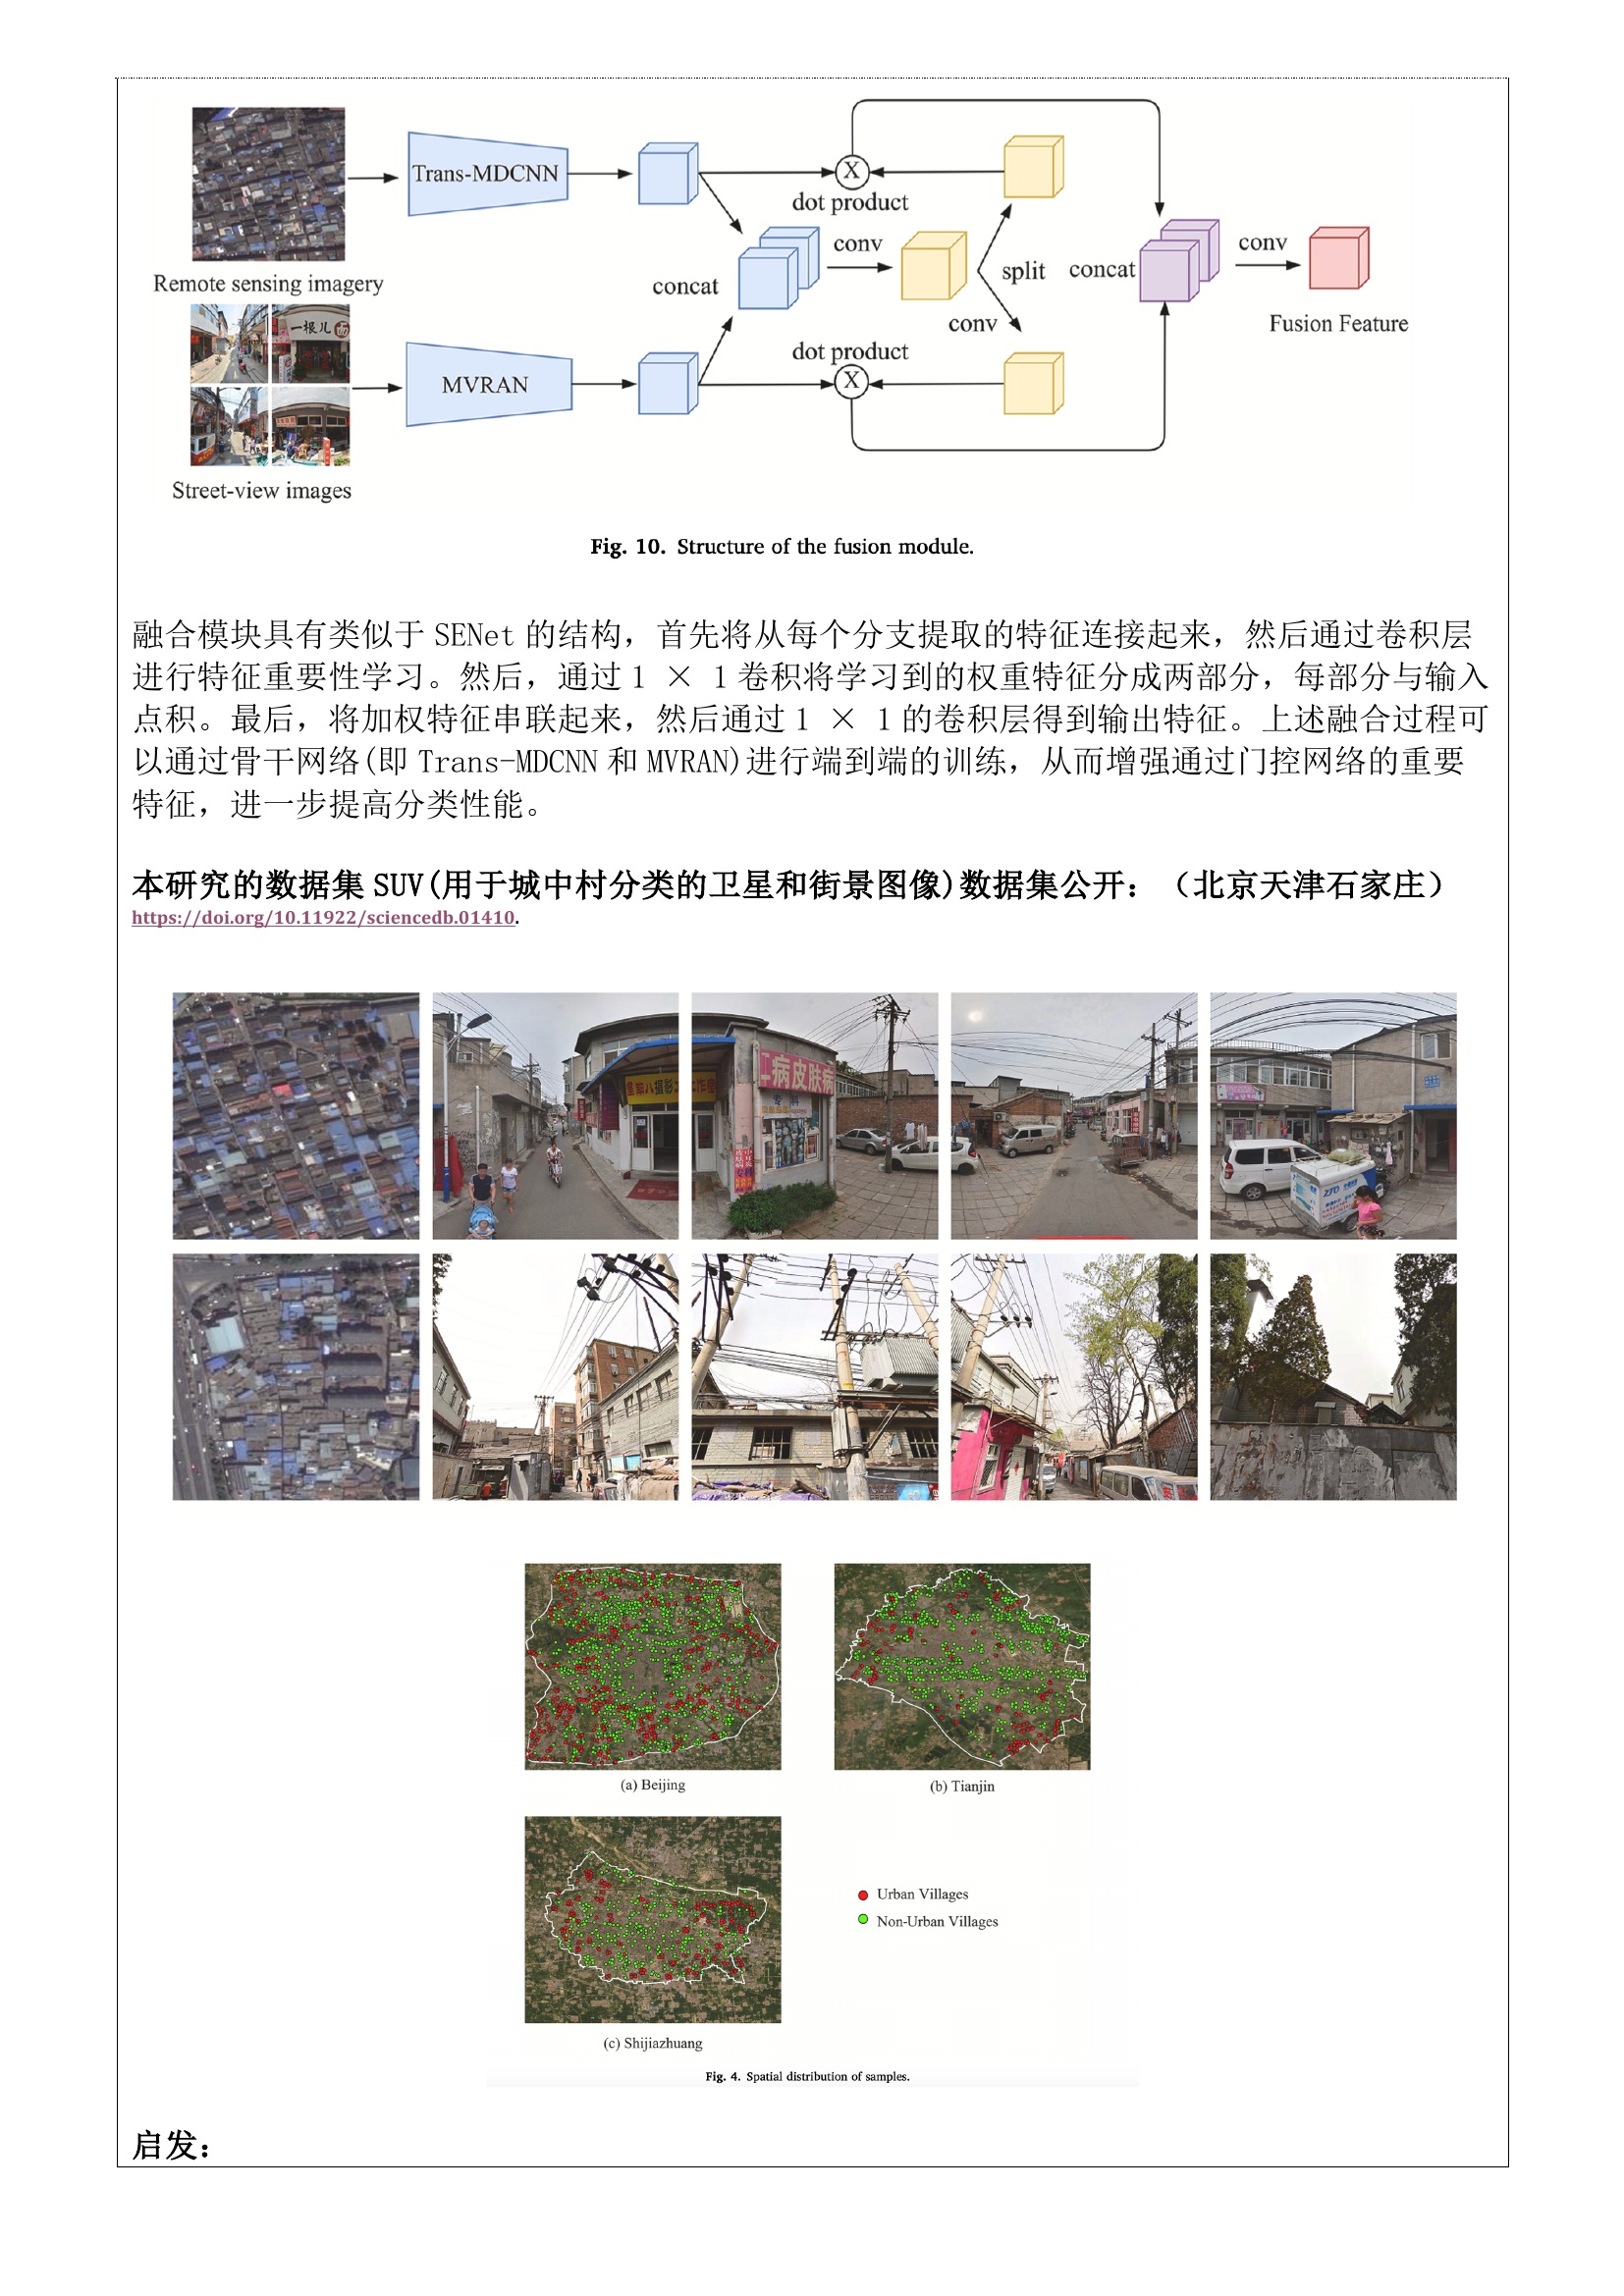 Trans-MDCNN
X
dot product
Remote sensing imagery
concat
conv
split
concat
conv
conv
Fusion Feature
一根儿 面
dot product
MVRAN
X
Street-view images
Fig. 10. Structure of the fusion module.
融合模块具有类似于 SENet 的结构，首先将从每个分支提取的特征连接起来，然后通过卷积层
进行特征重要性学习。然后，通过 1 × 1 卷积将学习到的权重特征分成两部分，每部分与输入
点积。最后，将加权特征串联起来，然后通过 1 × 1 的卷积层得到输出特征。上述融合过程可
以通过骨干网络(即 Trans-MDCNN 和 MVRAN)进行端到端的训练，从而增强通过门控网络的重要
特征，进一步提高分类性能。
本研究的数据集 SUV(用于城中村分类的卫星和街景图像)数据集公开：（北京天津石家庄）
https://doi.org/10.11922/sciencedb.01410.
病皮肤病
专科
ZTO
(a) Beijing
(b) Tianjin
Urban Villages
Non-Urban Villages
(c) Shijiazhuang
Fig. 4. Spatial distribution of samples.
启发：